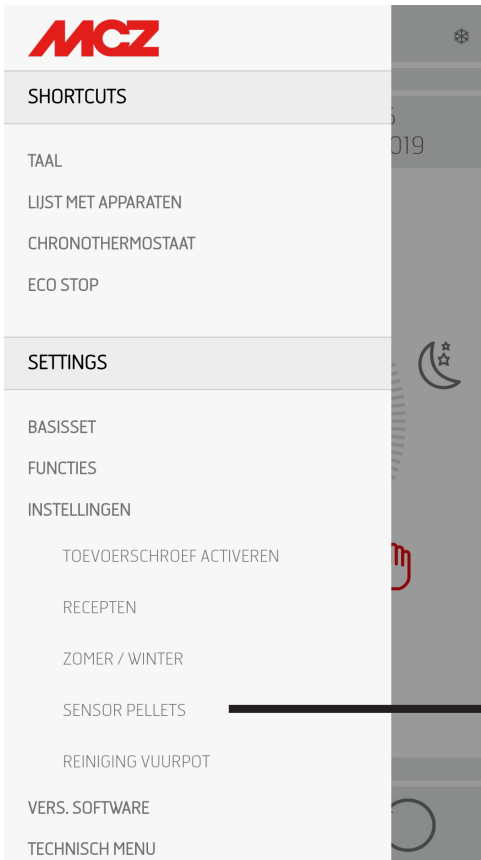 MCZ
SHORTCUTS
019
TAAL
LIJST MET APPARATEN
CHRONOTHERMOSTAAT
ECO STOP
SETTINGS
BASISSET
FUNCTIES
INSTELLINGEN
TOEVOERSCHROEF ACTIVEREN
RECEPTEN
ZOMER / WINTER
SENSOR PELLETS
REINIGING VUURPOT
VERS. SOFTWARE
TECHNISCH MENU